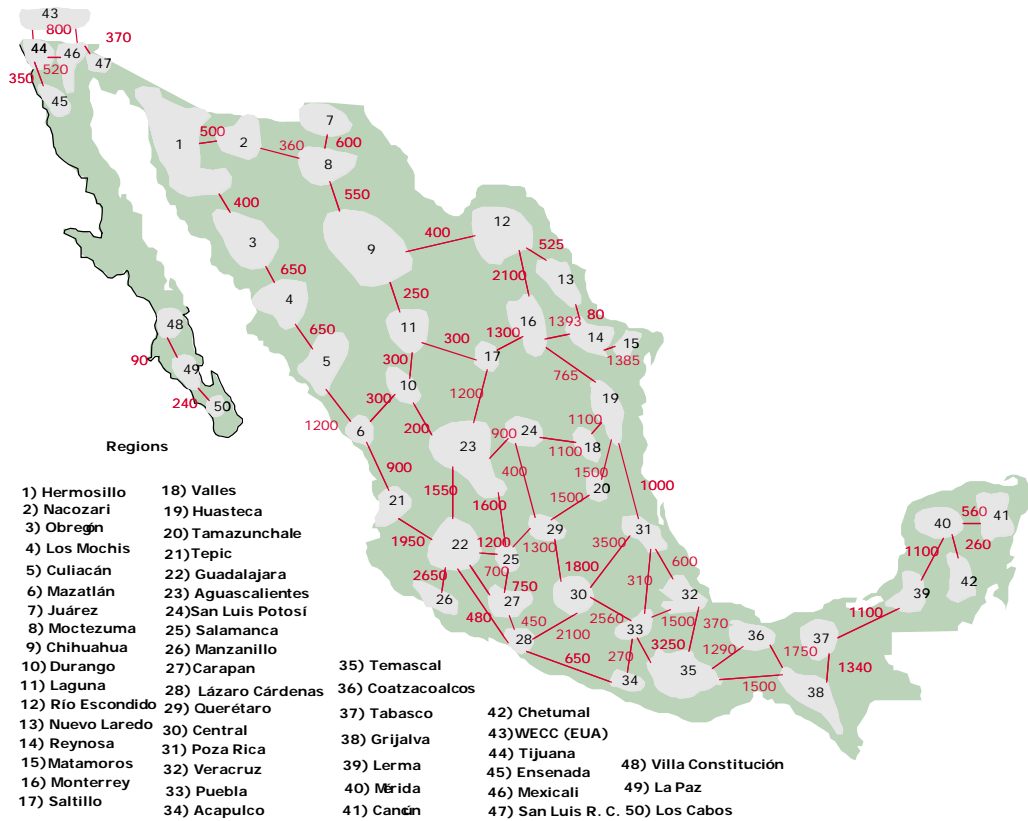 43
800
370
44
46
47
520
350
45
7
500
2
360
600
1
8
400
550
12
3
400
525
9
650
2100
13
4
250
48
16
1393
80
11
1300
14
15
650
300
17
1385
90
49
5
300
765
10
1200
19
240
50
300
1200
6
200
900
24
1100
23
1100
18
400
1500
20
900
1550
1600
1500
1000
21
560
41
29
31
40
1950
22
1200
1300
3500
1100
260
25
600
700
1800
310
42
2650
750
30
32
39
26
27
1100
480
450
2560
1500
370
28
2100
33
3250
1290
36
1750
37
650
270
35
1340
34
1500
38
Regions
1) Hermosillo
2) Nacozari
3) Obregón
4) Los Mochis
5) Culiacán
6) Mazatlán
7) Juárez
8) Moctezuma
9) Chihuahua
10) Durango
11) Laguna
12) Río Escondido
13) Nuevo Laredo
14) Reynosa
15) Matamoros
16) Monterrey
17) Saltillo
18) Valles
19) Huasteca
20) Tamazunchale
21) Tepic
22) Guadalajara
23) Aguascalientes
24) San Luis Potosí
25) Salamanca
26) Manzanillo
27) Carapan
28) Lázaro Cárdenas
29) Querétaro
30) Central
31) Poza Rica
32) Veracruz
33) Puebla
34) Acapulco
35) Temascal
36) Coatzacoalcos
37) Tabasco
38) Grijalva
39) Lerma
40) Mérida
41) Cancún
42) Chetumal
43) WECC (EUA)
44) Tijuana
45) Ensenada
46) Mexicali
47) San Luis R. C.
48) Villa Constitución
49) La Paz
50) Los Cabos